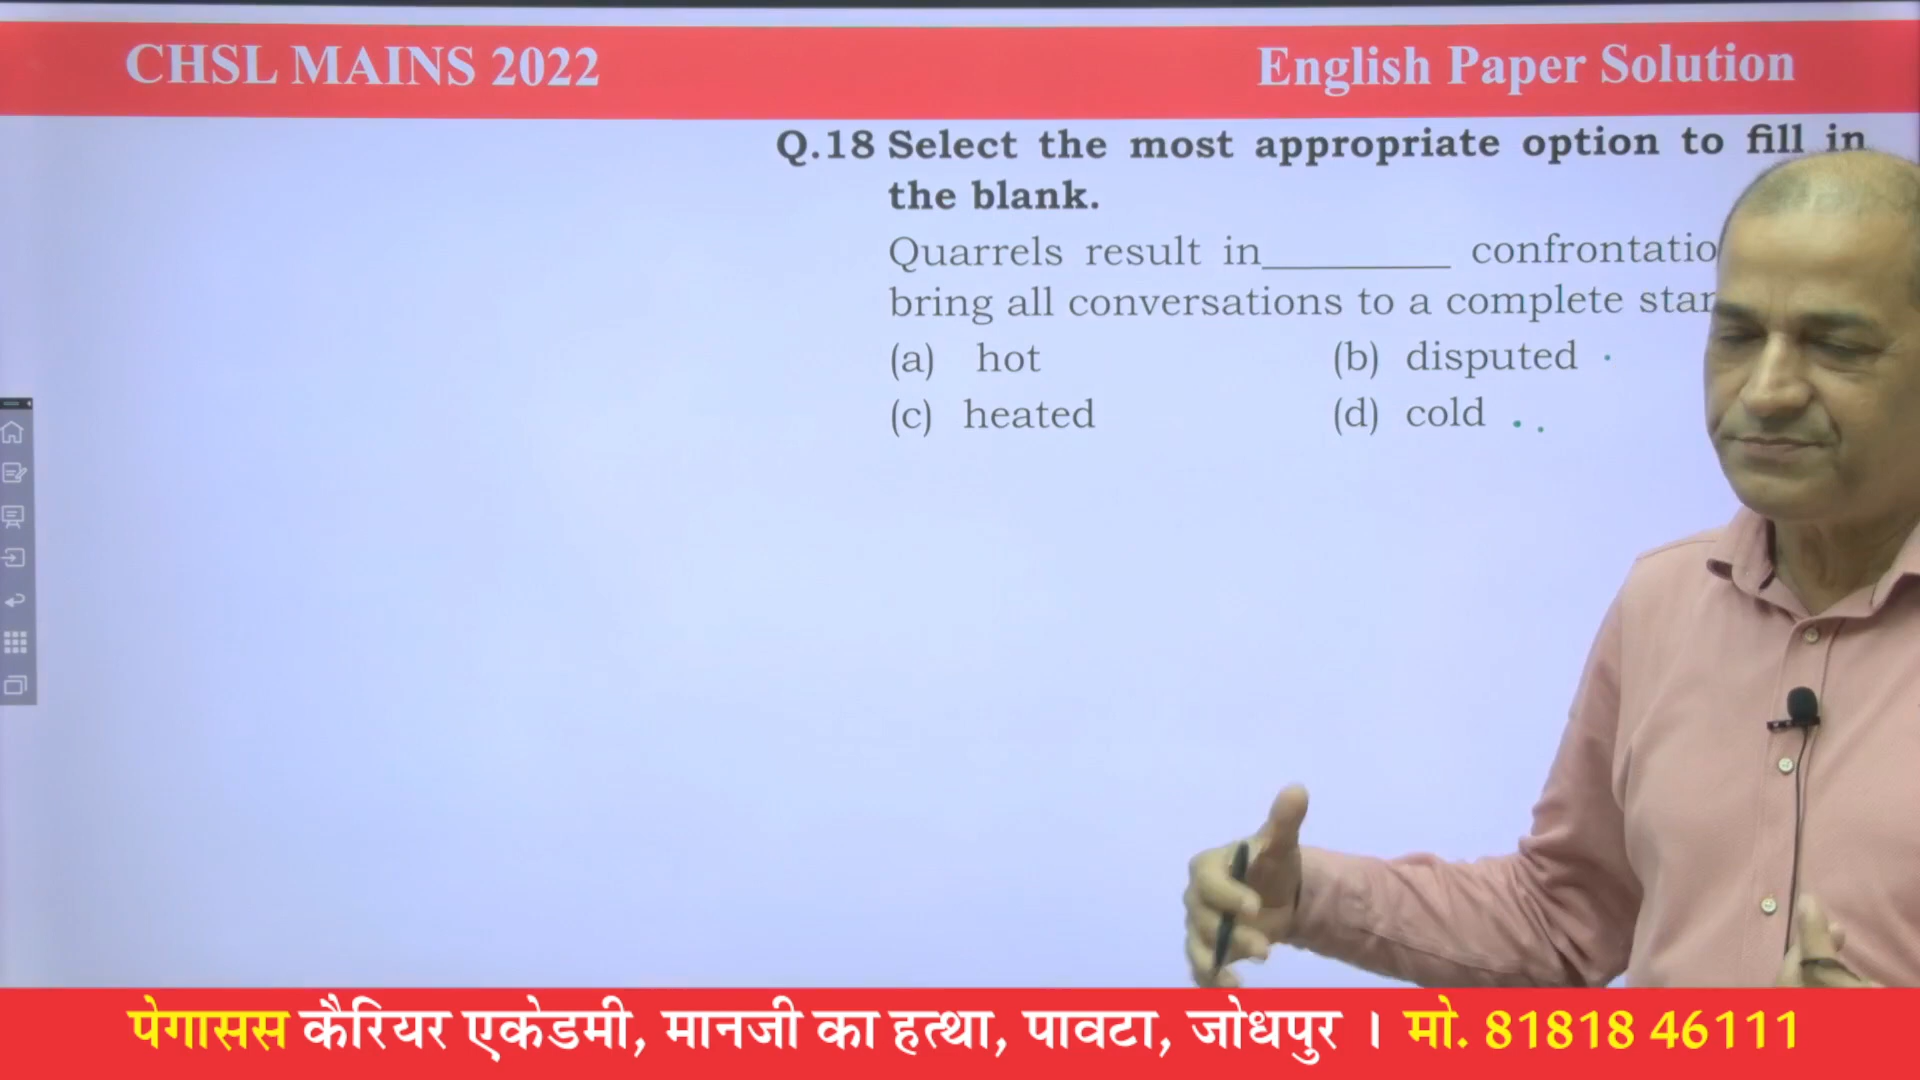 CHSL MAINS 2022
English Paper Solution
Q.18 Select the most appropriate option to fill in
the blank.
Quarrels result in_________
bring all conversations to a complete
(a) hot
(b) disputed
(c) heated
(d) cold
पेगासस कैरियर एकेडमी, मानजी का हत्था, पावटा, जोधपुर । मो. 81818 46111